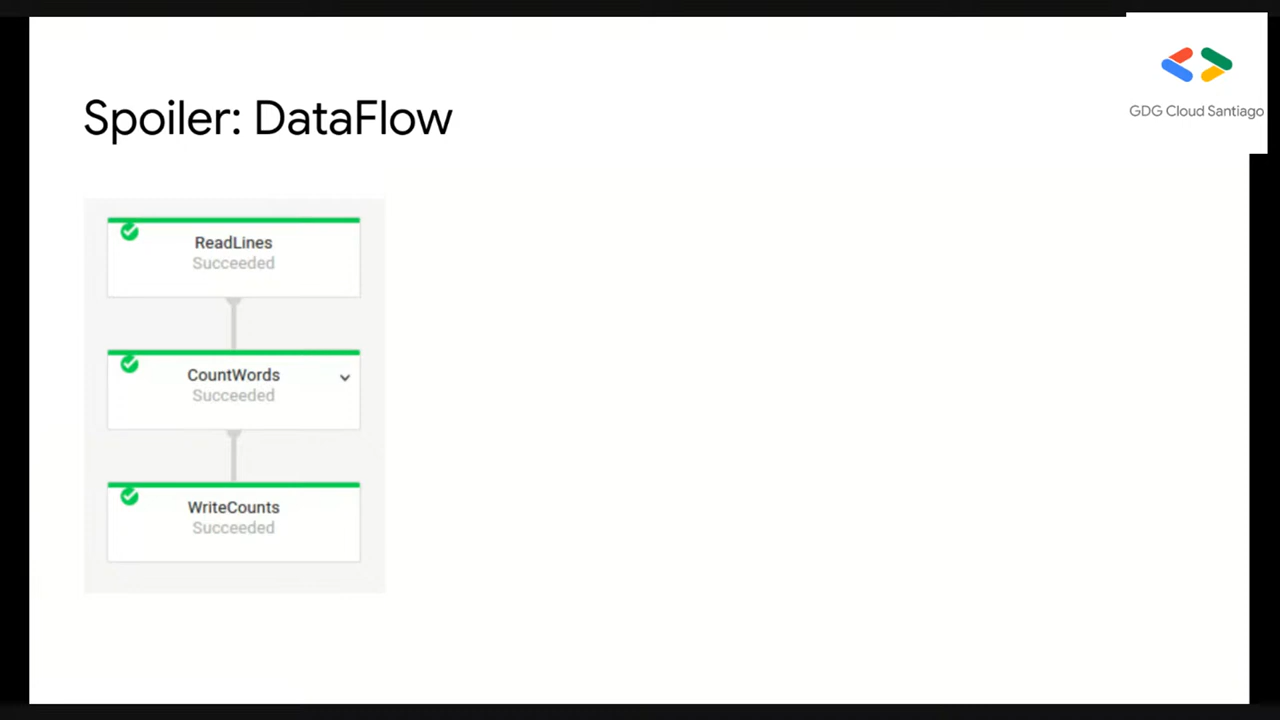 GDG Cloud Santiago
Spoiler: DataFlow
ReadLines
Succeeded
CountWords
Succeeded
WriteCounts
Succeeded